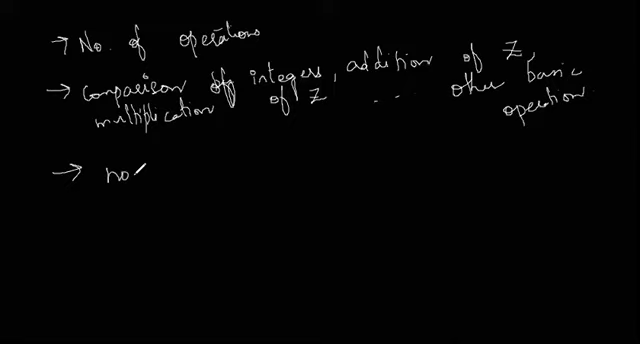 → No. of operations
→ Comparison of integers, addition of Z,
multiplication of Z .... other basic
operation.
→ no